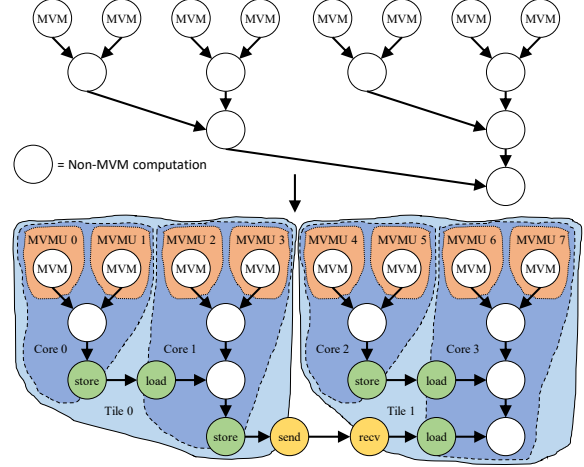 MVM MVM MVM MVM MVM MVM MVM MVM
= Non-MVM computation
MVMU 0 MVMU 1 MVMU 2 MVMU 3 MVMU 4 MVMU 5 MVMU 6 MVMU 7
MVM MVM MVM MVM MVM MVM MVM MVM
Core 0 Core 1 Core 2 Core 3
store load store load
Tile 0 Tile 1
store send recv load